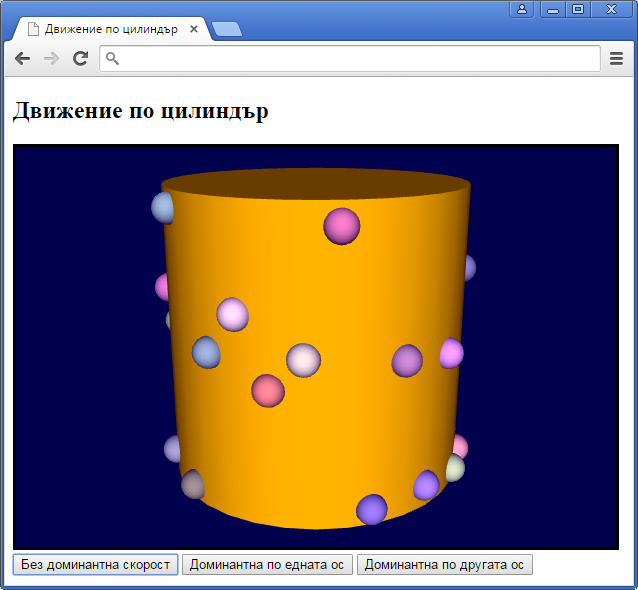 Движение по цилиндър
Движение по цилиндър
Без доминантна скорост
Доминантна по едната ос
Доминантна по другата ос